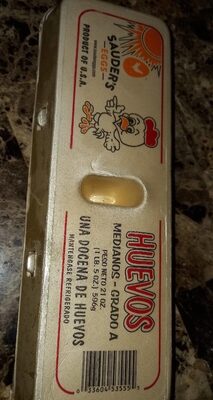 SAUDER'S
EGGS
PRODUCT OF U.S.A.
HUEVOS
MEDIANOS - GRADO A
PESO NETO 21 OZ.
(1 LB. 5 OZ.) 596g
UNA DOCENA DE HUEVOS
MANTENGASE REFRIGERADO